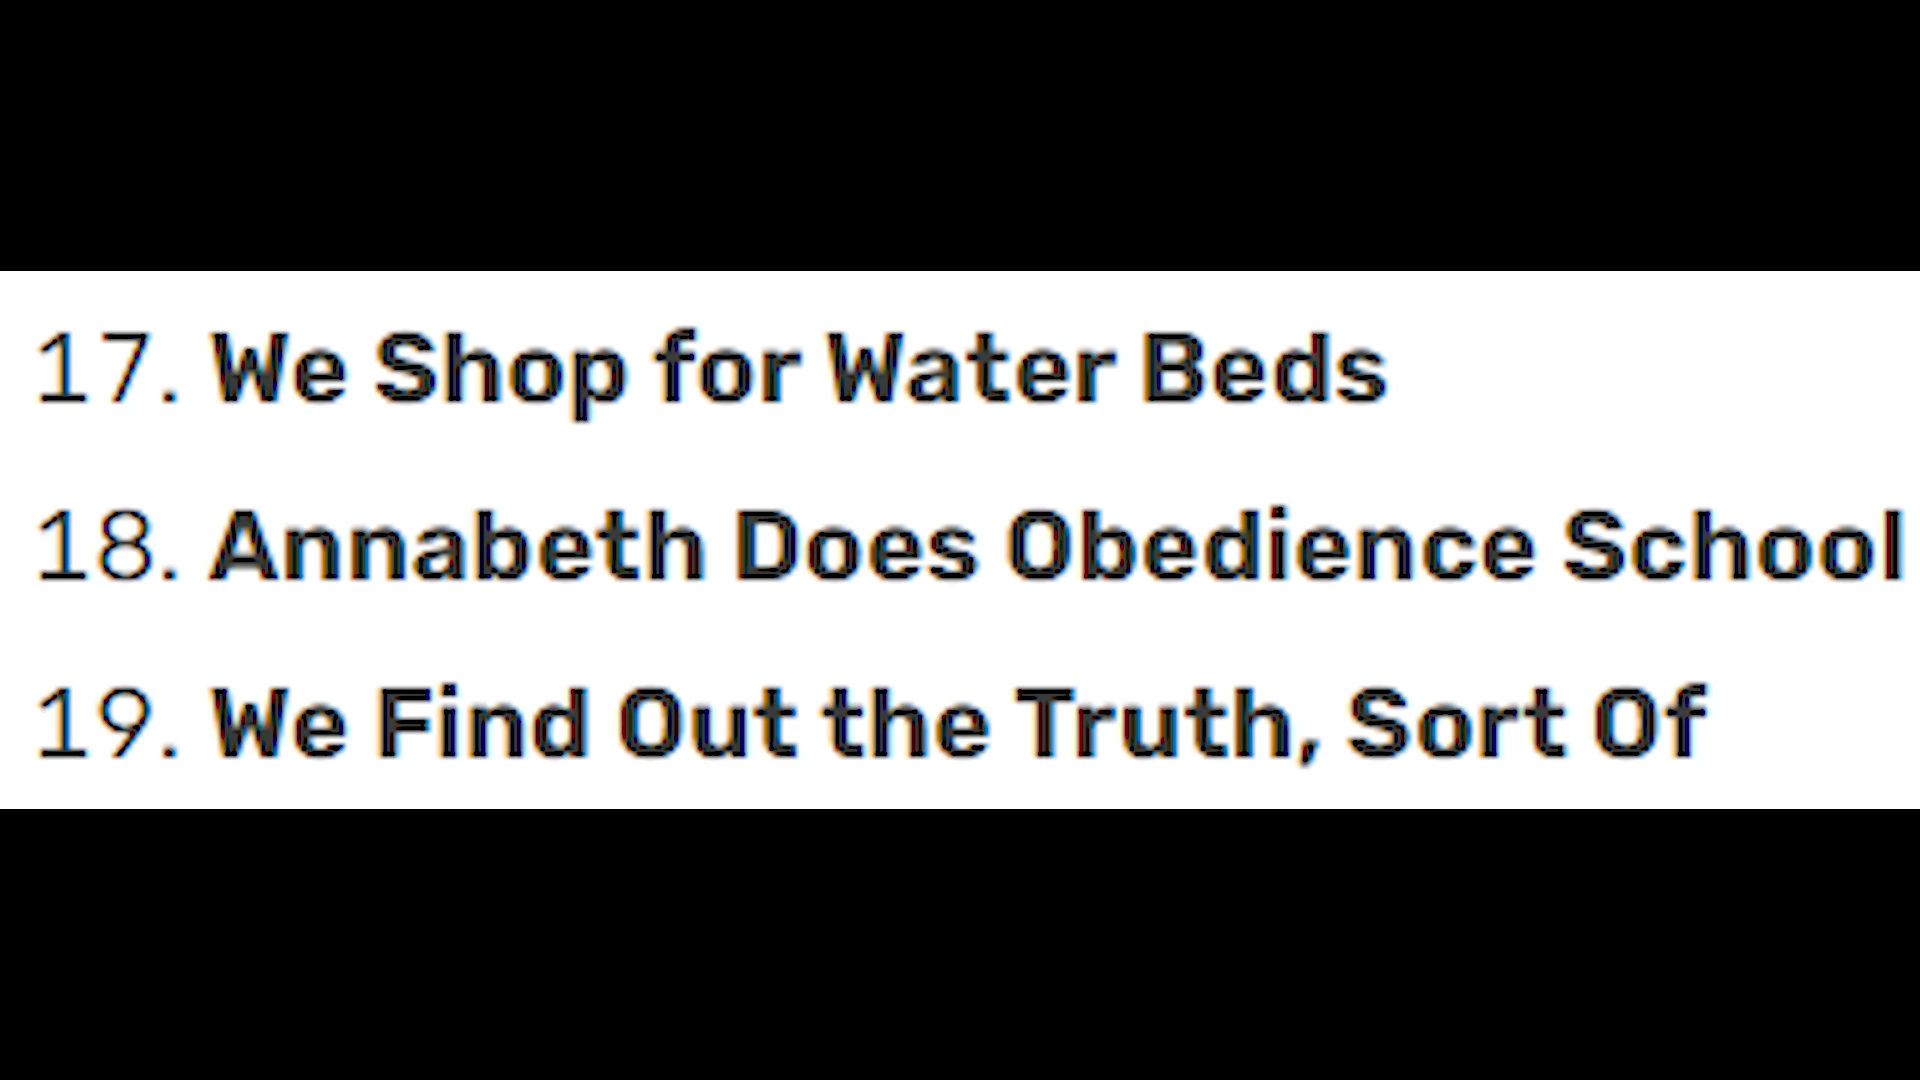 17. We Shop for Water Beds
18. Annabeth Does Obedience School
19. We Find Out the Truth, Sort Of